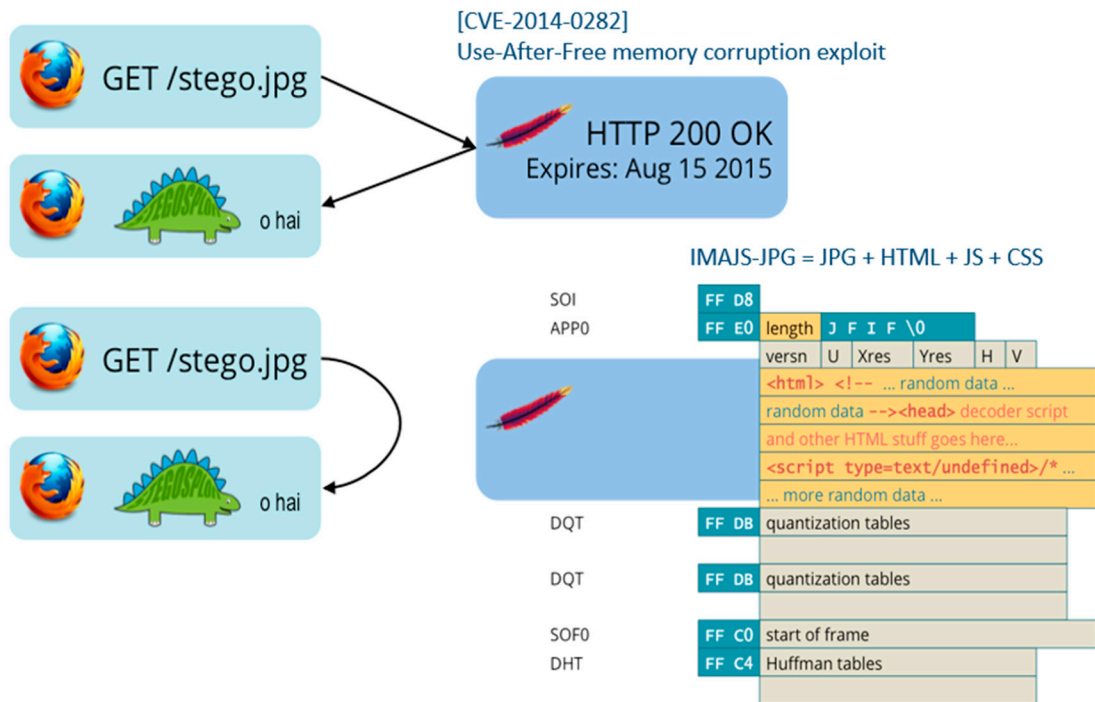 [CVE-2014-0282]
Use-After-Free memory corruption exploit
GET /stego.jpg
HTTP 200 OK
Expires: Aug 15 2015
STEGOSPLOIT
o hai
IMAJS-JPG = JPG + HTML + JS + CSS
GET /stego.jpg
STEGOSPLOIT
o hai
SOI FF D8
APP0 FF E0 length J F I F \0
versn U Xres Yres H V
<html> <!-- ... random data ...
random data --><head> decoder script
and other HTML stuff goes here...
<script type=text/undefined>/* ...
... more random data ...
DQT FF DB quantization tables
DQT FF DB quantization tables
SOF0 FF C0 start of frame
DHT FF C4 Huffman tables